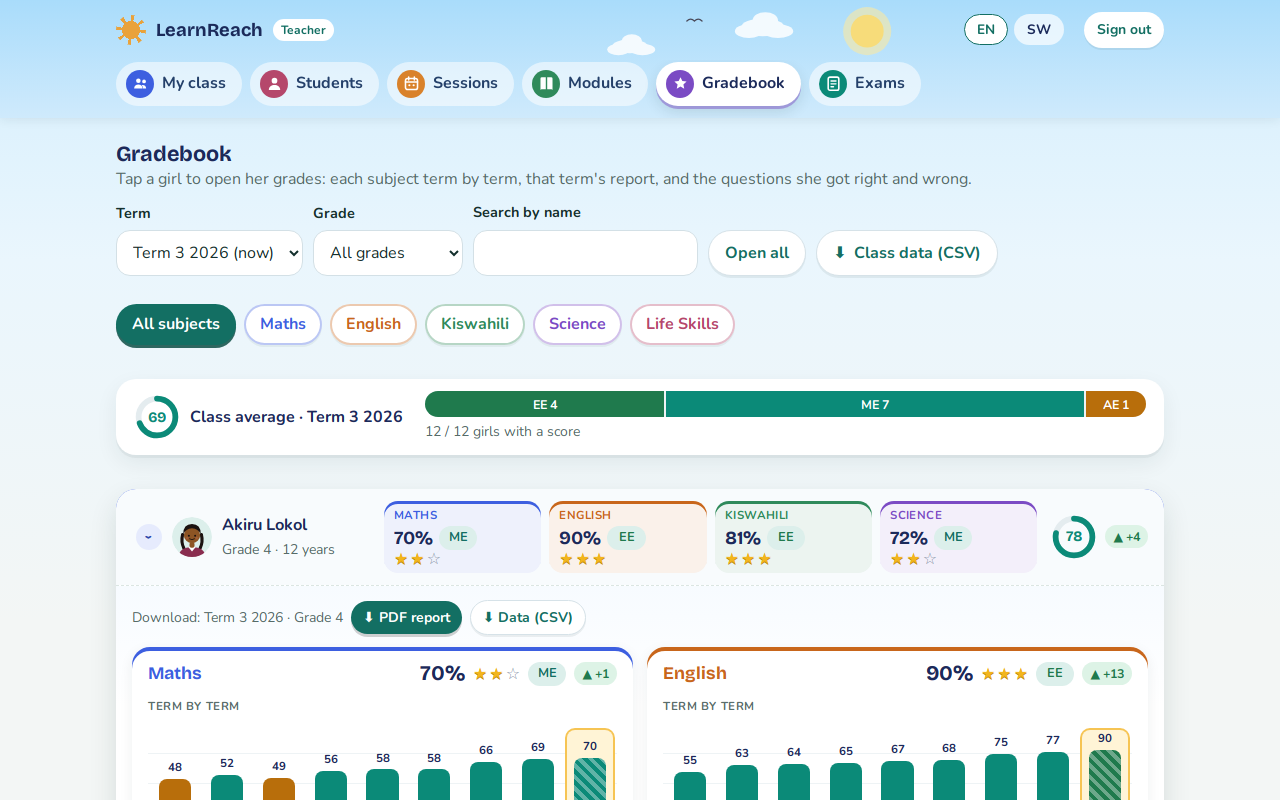 LearnReach Teacher EN SW Sign out
My class Students Sessions Modules Gradebook Exams
Gradebook
Tap a girl to open her grades: each subject term by term, that term's report, and the questions she got right and wrong.
Term Grade Search by name
Term 3 2026 (now) All grades Open all ⬇ Class data (CSV)
All subjects Maths English Kiswahili Science Life Skills
69 Class average · Term 3 2026 EE 4 ME 7 AE 1
12 / 12 girls with a score
MATHS ENGLISH KISWAHILI SCIENCE
Akiru Lokol 70% ME 90% EE 81% EE 72% ME 78 ▲ +4
Grade 4 · 12 years ★★☆ ★★★ ★★★ ★★☆
Download: Term 3 2026 · Grade 4 ⬇ PDF report ⬇ Data (CSV)
Maths 70% ★★☆ ME ▲ +1
TERM BY TERM
48 52 49 56 58 58 66 69 70
English 90% ★★★ EE ▲ +13
TERM BY TERM
55 63 64 65 67 68 75 77 90